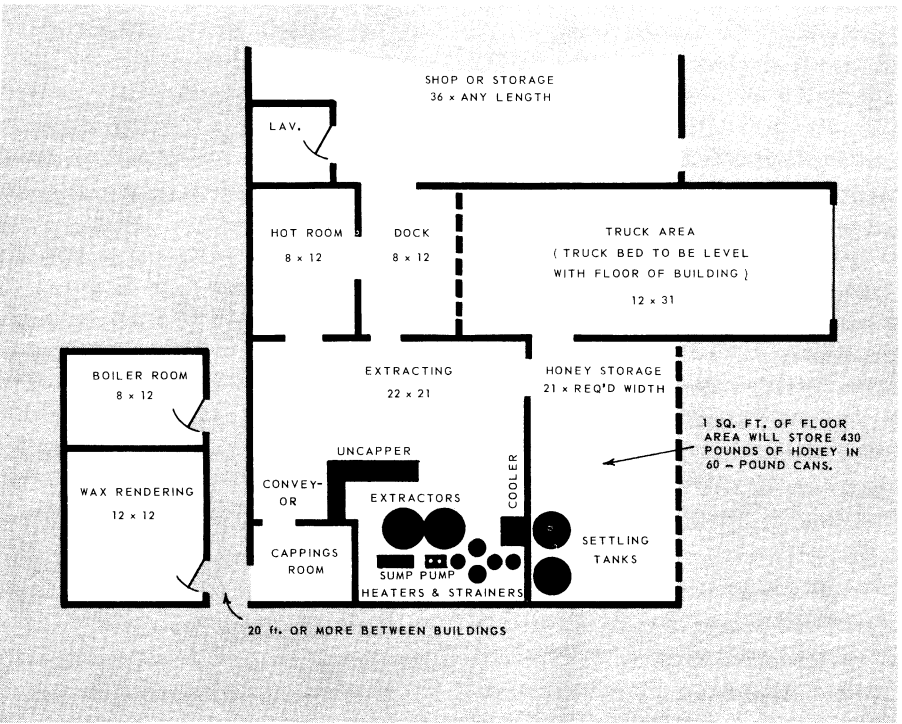 SHOP OR STORAGE
36 x ANY LENGTH
LAV.
HOT ROOM
8 x 12
DOCK
8 x 12
TRUCK AREA
( TRUCK BED TO BE LEVEL
WITH FLOOR OF BUILDING )
12 x 31
BOILER ROOM
8 x 12
EXTRACTING
22 x 21
HONEY STORAGE
21 x REQ'D WIDTH
1 SQ. FT. OF FLOOR
AREA WILL STORE 430
POUNDS OF HONEY IN
60 – POUND CANS.
UNCAPPER
CONVEY-
OR
COOLER
WAX RENDERING
12 x 12
EXTRACTORS
CAPPINGS
ROOM
SETTLING
TANKS
SUMP PUMP
HEATERS & STRAINERS
20 ft. OR MORE BETWEEN BUILDINGS